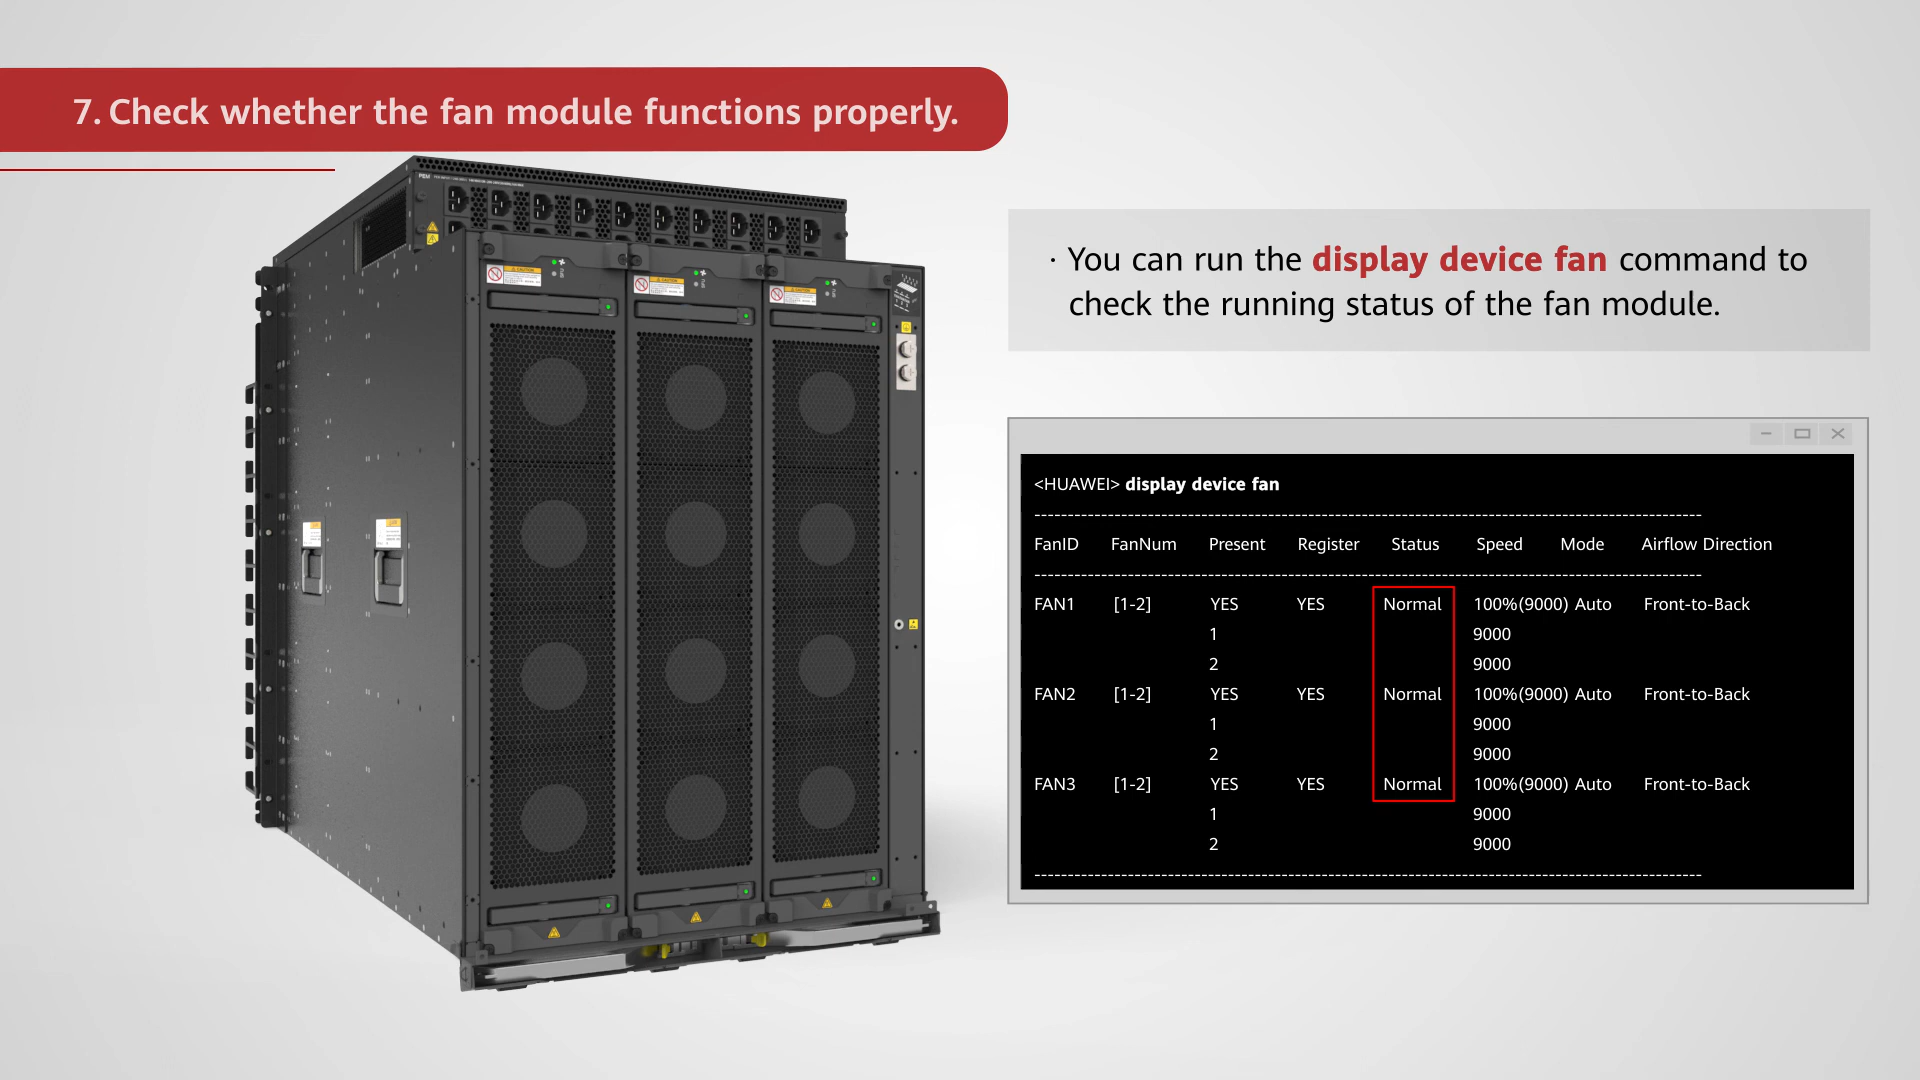 7. Check whether the fan module functions properly.
· You can run the display device fan command to
check the running status of the fan module.
<HUAWEI> display device fan
----------------------------------------------------------------------------------------------------
FanID FanNum Present Register Status Speed Mode Airflow Direction
----------------------------------------------------------------------------------------------------
FAN1 [1-2] YES YES Normal 100%(9000) Auto Front-to-Back
1 9000
2 9000
FAN2 [1-2] YES YES Normal 100%(9000) Auto Front-to-Back
1 9000
2 9000
FAN3 [1-2] YES YES Normal 100%(9000) Auto Front-to-Back
1 9000
2 9000
----------------------------------------------------------------------------------------------------